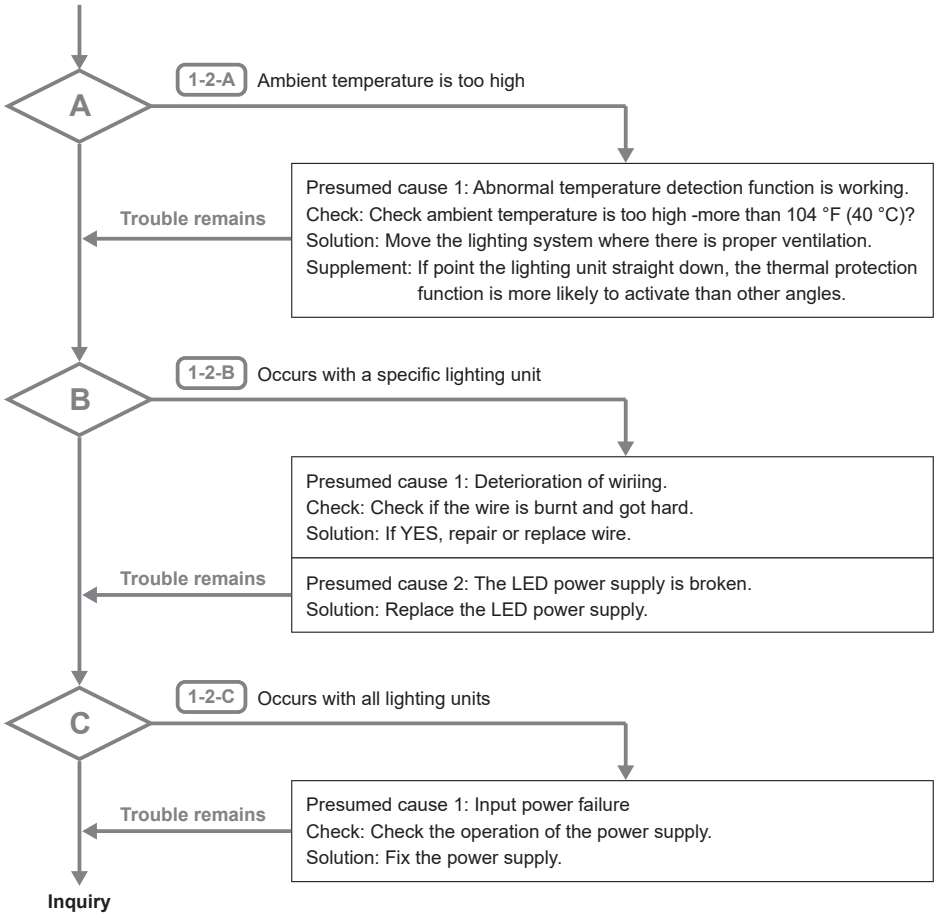 1-2-A Ambient temperature is too high
A
Presumed cause 1: Abnormal temperature detection function is working.
Check: Check ambient temperature is too high -more than 104 °F (40 °C)?
Solution: Move the lighting system where there is proper ventilation.
Supplement: If point the lighting unit straight down, the thermal protection
function is more likely to activate than other angles.
Trouble remains
1-2-B Occurs with a specific lighting unit
B
Presumed cause 1: Deterioration of wiriing.
Check: Check if the wire is burnt and got hard.
Solution: If YES, repair or replace wire.
Presumed cause 2: The LED power supply is broken.
Solution: Replace the LED power supply.
Trouble remains
1-2-C Occurs with all lighting units
C
Presumed cause 1: Input power failure
Check: Check the operation of the power supply.
Solution: Fix the power supply.
Trouble remains
Inquiry